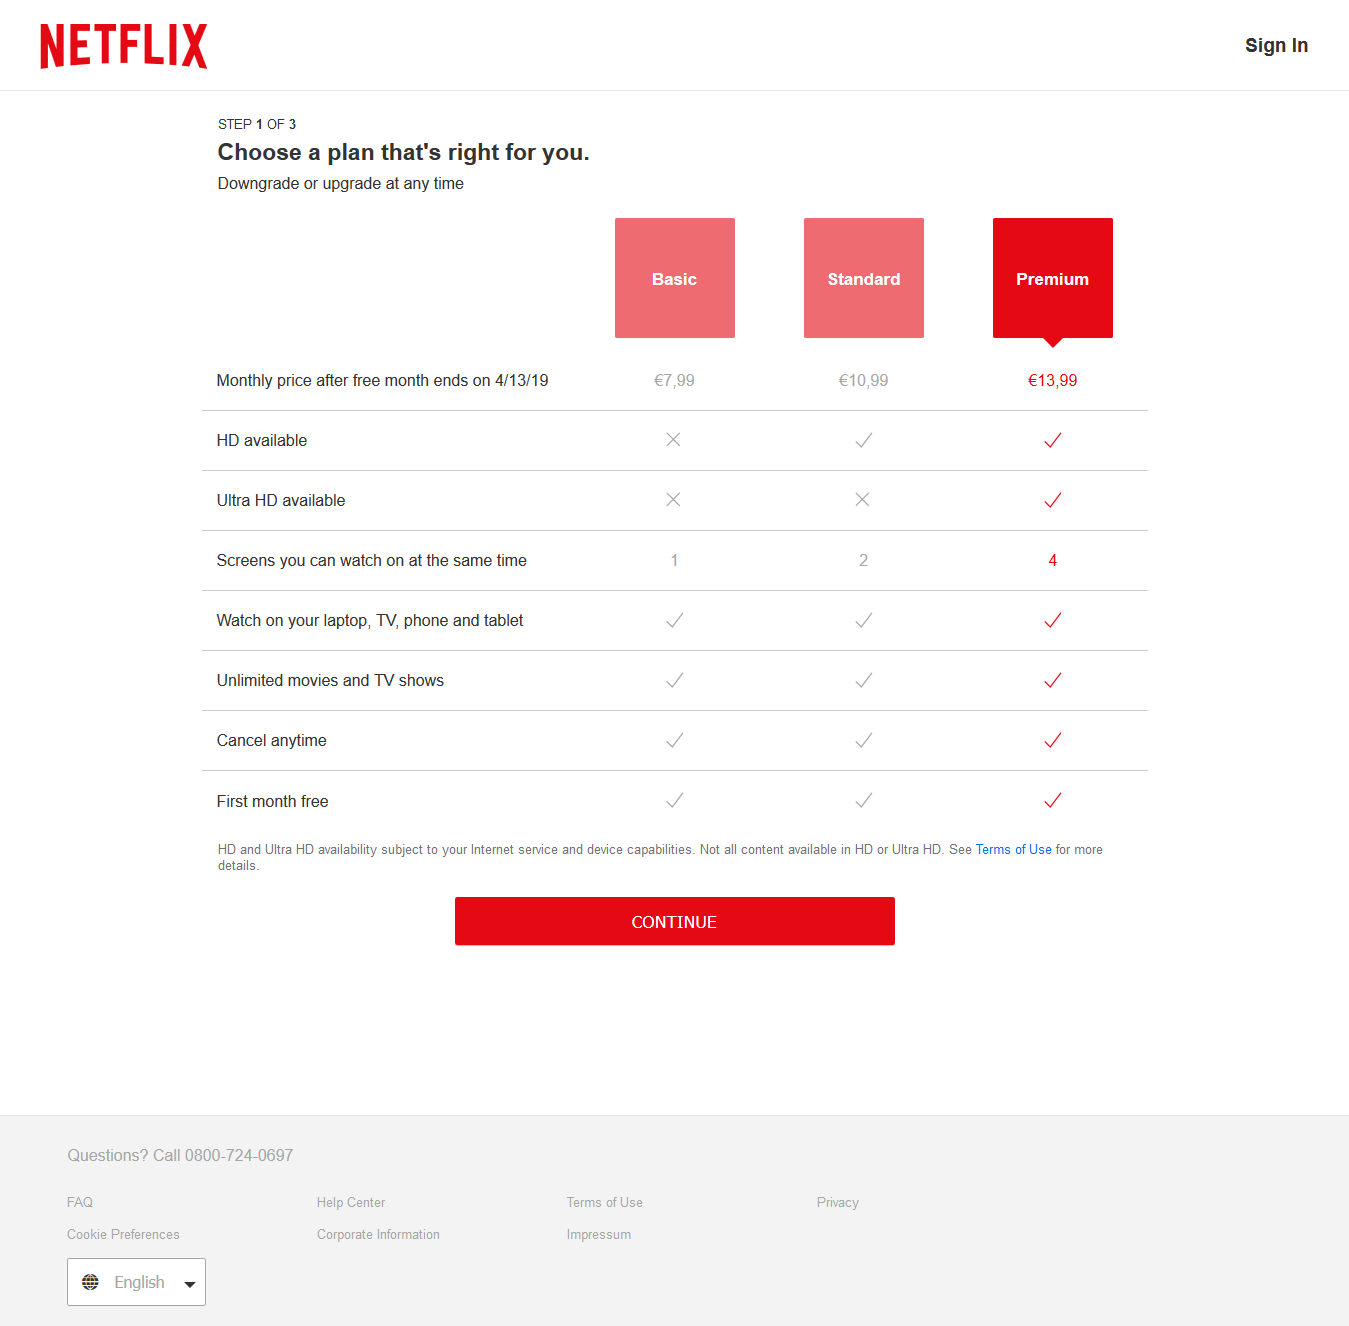 NETFLIX
Sign In
STEP 1 OF 3
Choose a plan that's right for you.
Downgrade or upgrade at any time
Basic Standard Premium
Monthly price after free month ends on 4/13/19 €7,99 €10,99 €13,99
HD available
Ultra HD available
Screens you can watch on at the same time 1 2 4
Watch on your laptop, TV, phone and tablet
Unlimited movies and TV shows
Cancel anytime
First month free
HD and Ultra HD availability subject to your Internet service and device capabilities. Not all content available in HD or Ultra HD. See Terms of Use for more
details.
CONTINUE
Questions? Call 0800-724-0697
FAQ Help Center Terms of Use Privacy
Cookie Preferences Corporate Information Impressum
English